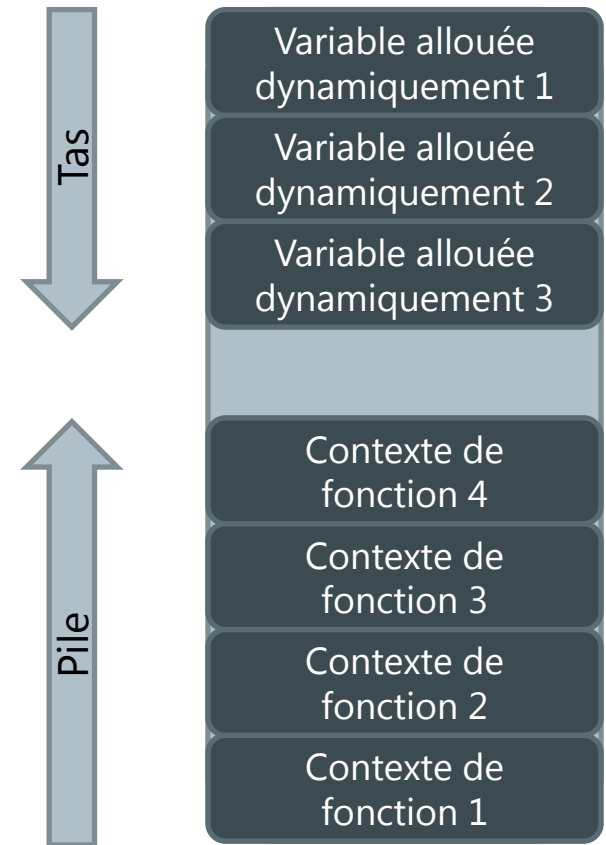 Tas
Variable allouée
dynamiquement 1
Variable allouée
dynamiquement 2
Variable allouée
dynamiquement 3
Pile
Contexte de
fonction 4
Contexte de
fonction 3
Contexte de
fonction 2
Contexte de
fonction 1